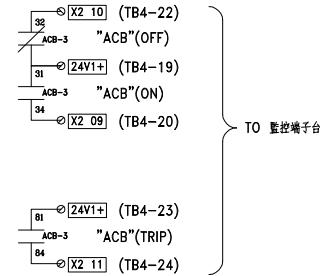 32 X2 10 (TB4-22)
ACB-3 "ACB"(OFF)
31 24V1+ (TB4-19)
ACB-3 "ACB"(ON)
34 X2 09 (TB4-20)
TO 監控端子台
81 24V1+ (TB4-23)
ACB-3 "ACB"(TRIP)
84 X2 11 (TB4-24)